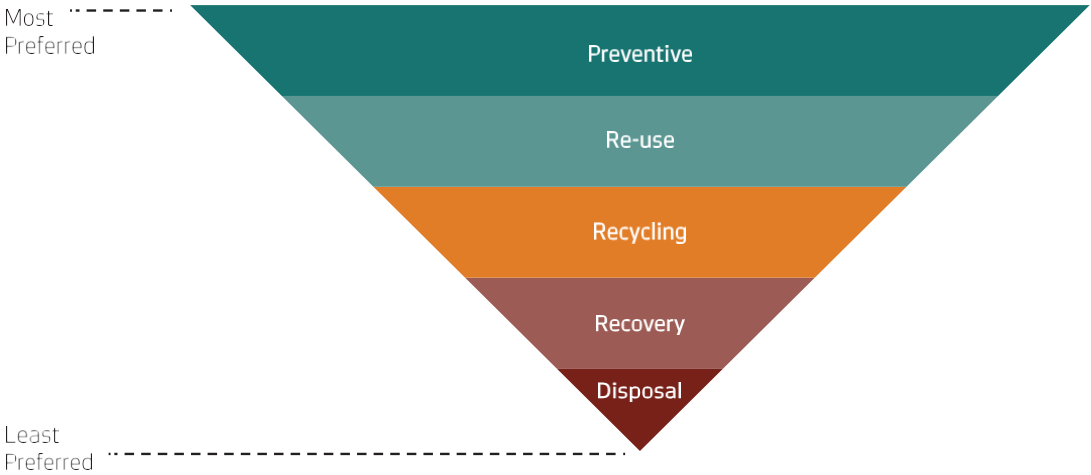 Most
Preferred
Preventive
Re-use
Recycling
Recovery
Disposal
Least
Preferred